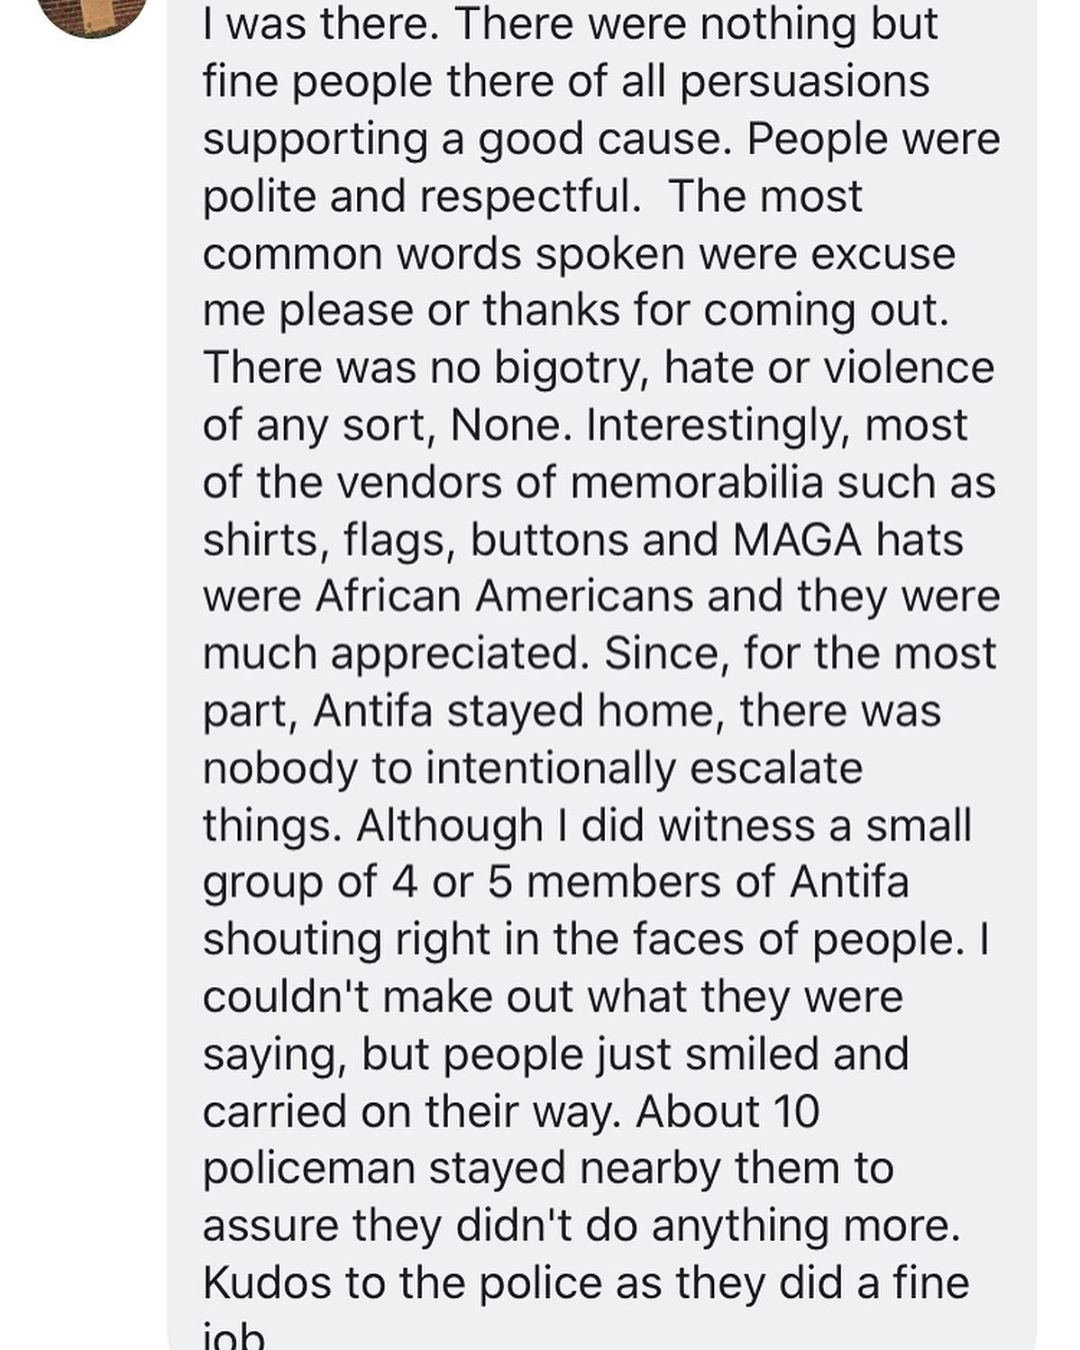 I was there. There were nothing but
fine people there of all persuasions
supporting a good cause. People were
polite and respectful.  The most
common words spoken were excuse
me please or thanks for coming out.
There was no bigotry, hate or violence
of any sort, None. Interestingly, most
of the vendors of memorabilia such as
shirts, flags, buttons and MAGA hats
were African Americans and they were
much appreciated. Since, for the most
part, Antifa stayed home, there was
nobody to intentionally escalate
things. Although I did witness a small
group of 4 or 5 members of Antifa
shouting right in the faces of people. I
couldn't make out what they were
saying, but people just smiled and
carried on their way. About 10
policeman stayed nearby them to
assure they didn't do anything more.
Kudos to the police as they did a fine
job